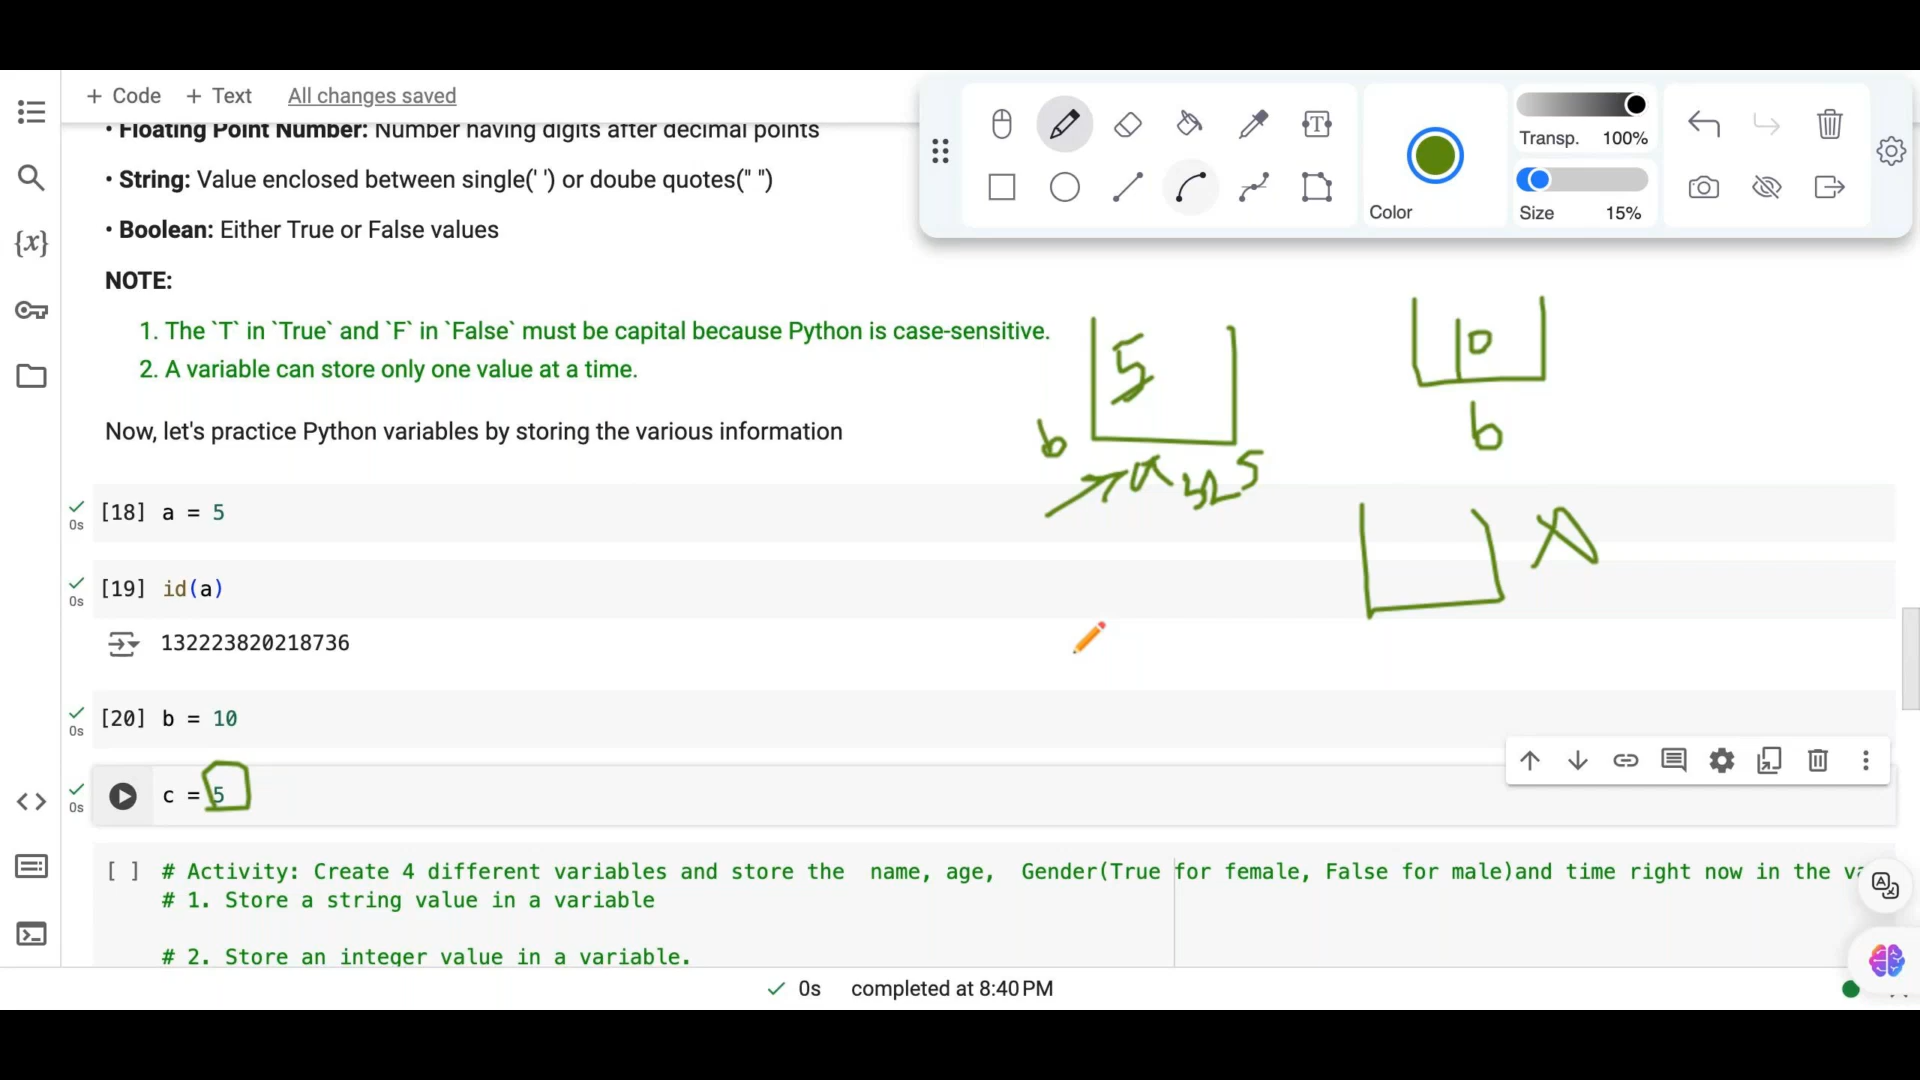 + Code + Text All changes saved
• Floating Point Number: Number having digits after decimal points
• String: Value enclosed between single(' ') or doube quotes(" ")
• Boolean: Either True or False values
NOTE:
1. The `T` in `True` and `F` in `False` must be capital because Python is case-sensitive.
2. A variable can store only one value at a time.
Now, let's practice Python variables by storing the various information
Transp. 100%
Color
Size 15%
5
10
b
b
a
[18] a = 5
0s
[19] id(a)
0s
132223820218736
[20] b = 10
0s
c = 5
0s
[ ] # Activity: Create 4 different variables and store the name, age, Gender(True for female, False for male)and time right now in the va
# 1. Store a string value in a variable
# 2. Store an integer value in a variable.
0s completed at 8:40 PM